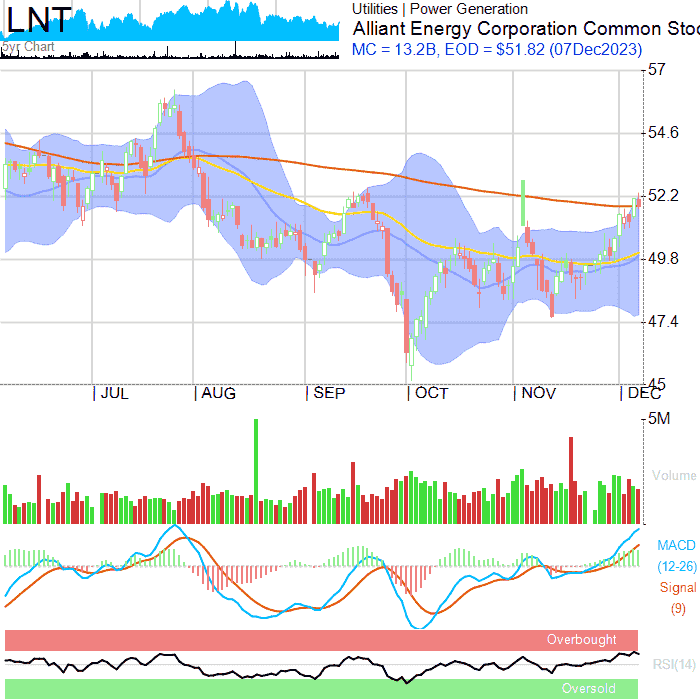 LNT
5yr Chart
Utilities | Power Generation
Alliant Energy Corporation Common Stoc
MC = 13.2B, EOD = $51.82 (07Dec2023)
57
54.6
52.2
49.8
47.4
45
JUL AUG SEP OCT NOV DEC
5M
Volume
MACD
(12-26)
Signal
(9)
Overbought
RSI(14)
Oversold